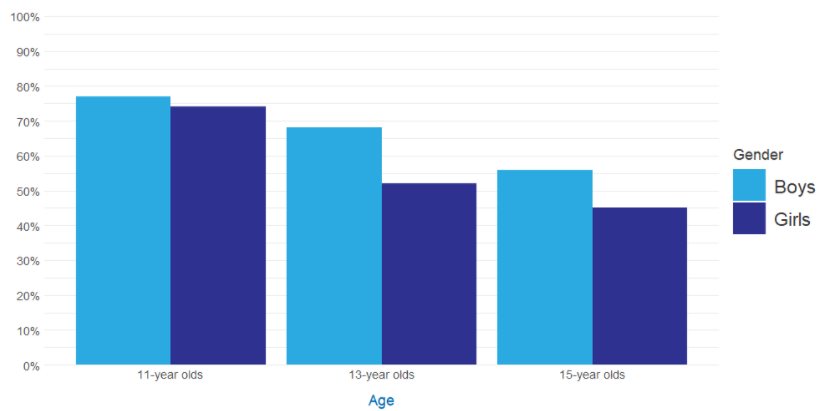 100%
90%
80%
70%
60%
50%
40%
30%
20%
10%
0%
11-year olds
13-year olds
15-year olds
Age
Gender
Boys
Girls